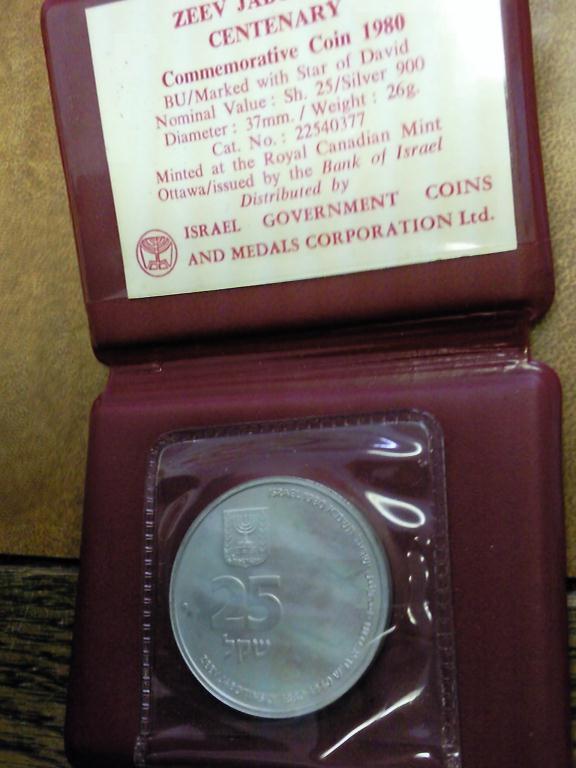 ZEEV
CENTENARY
Commemorative Coin 1980
BU/Marked with Star of David
Nominal Value : Sh. 25/Silver 900
Diameter : 37mm. / Weight : 26g.
Cat. No. : 22540377
Minted at the Royal Canadian Mint
Ottawa/issued by the Bank of Israel
Distributed by
ISRAEL GOVERNMENT COINS
AND MEDALS CORPORATION Ltd.
ISRAEL
25
שקל